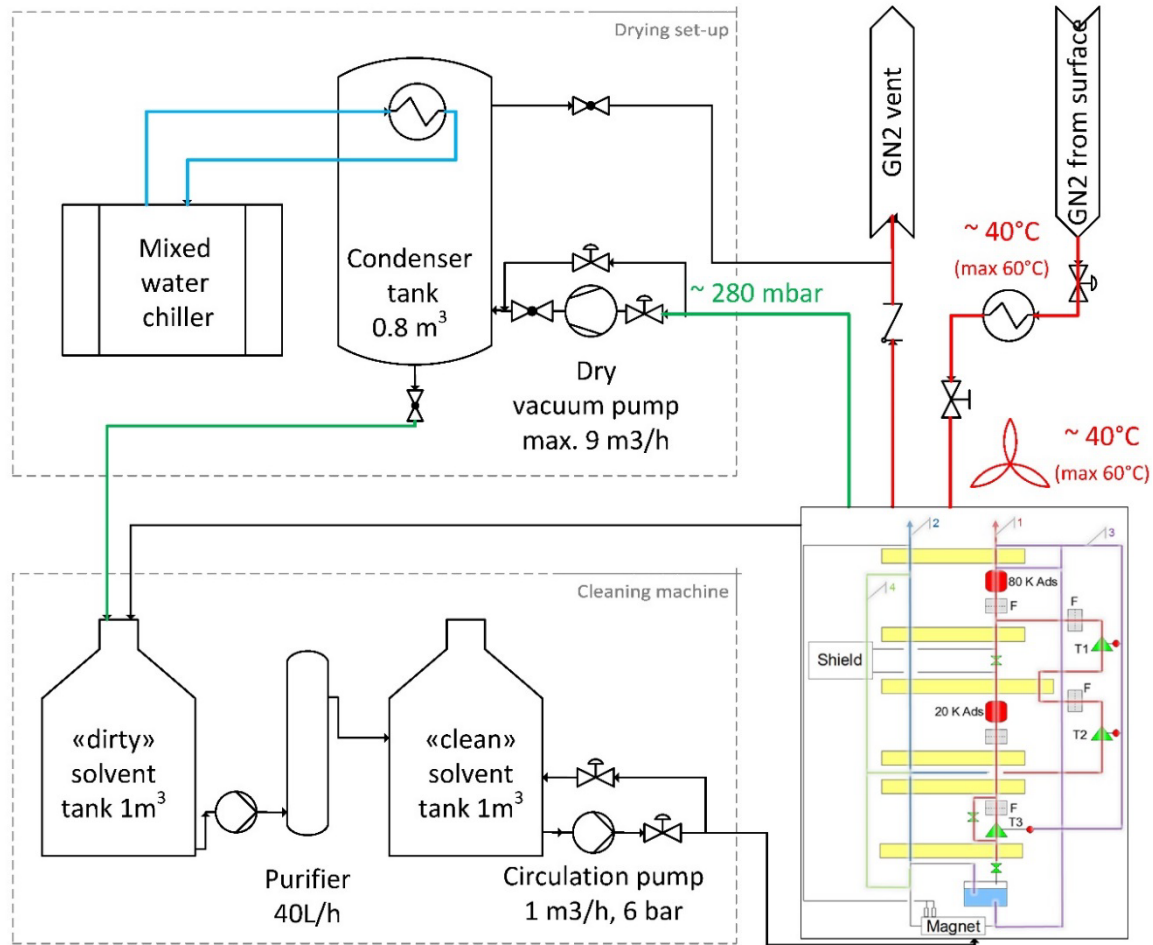 Drying set-up
GN2 vent
GN2 from surface
Mixed
water
chiller
Condenser
tank
0.8 m³
~ 280 mbar
Dry
vacuum pump
max. 9 m3/h
~ 40°C
(max 60°C)
~ 40°C
(max 60°C)
Cleaning machine
«dirty»
solvent
tank 1m³
Purifier
40L/h
«clean»
solvent
tank 1m³
Circulation pump
1 m3/h, 6 bar
2
1
3
4
80 K Ads
F
F
T1
Shield
F
20 K Ads
T2
F
T3
Magnet